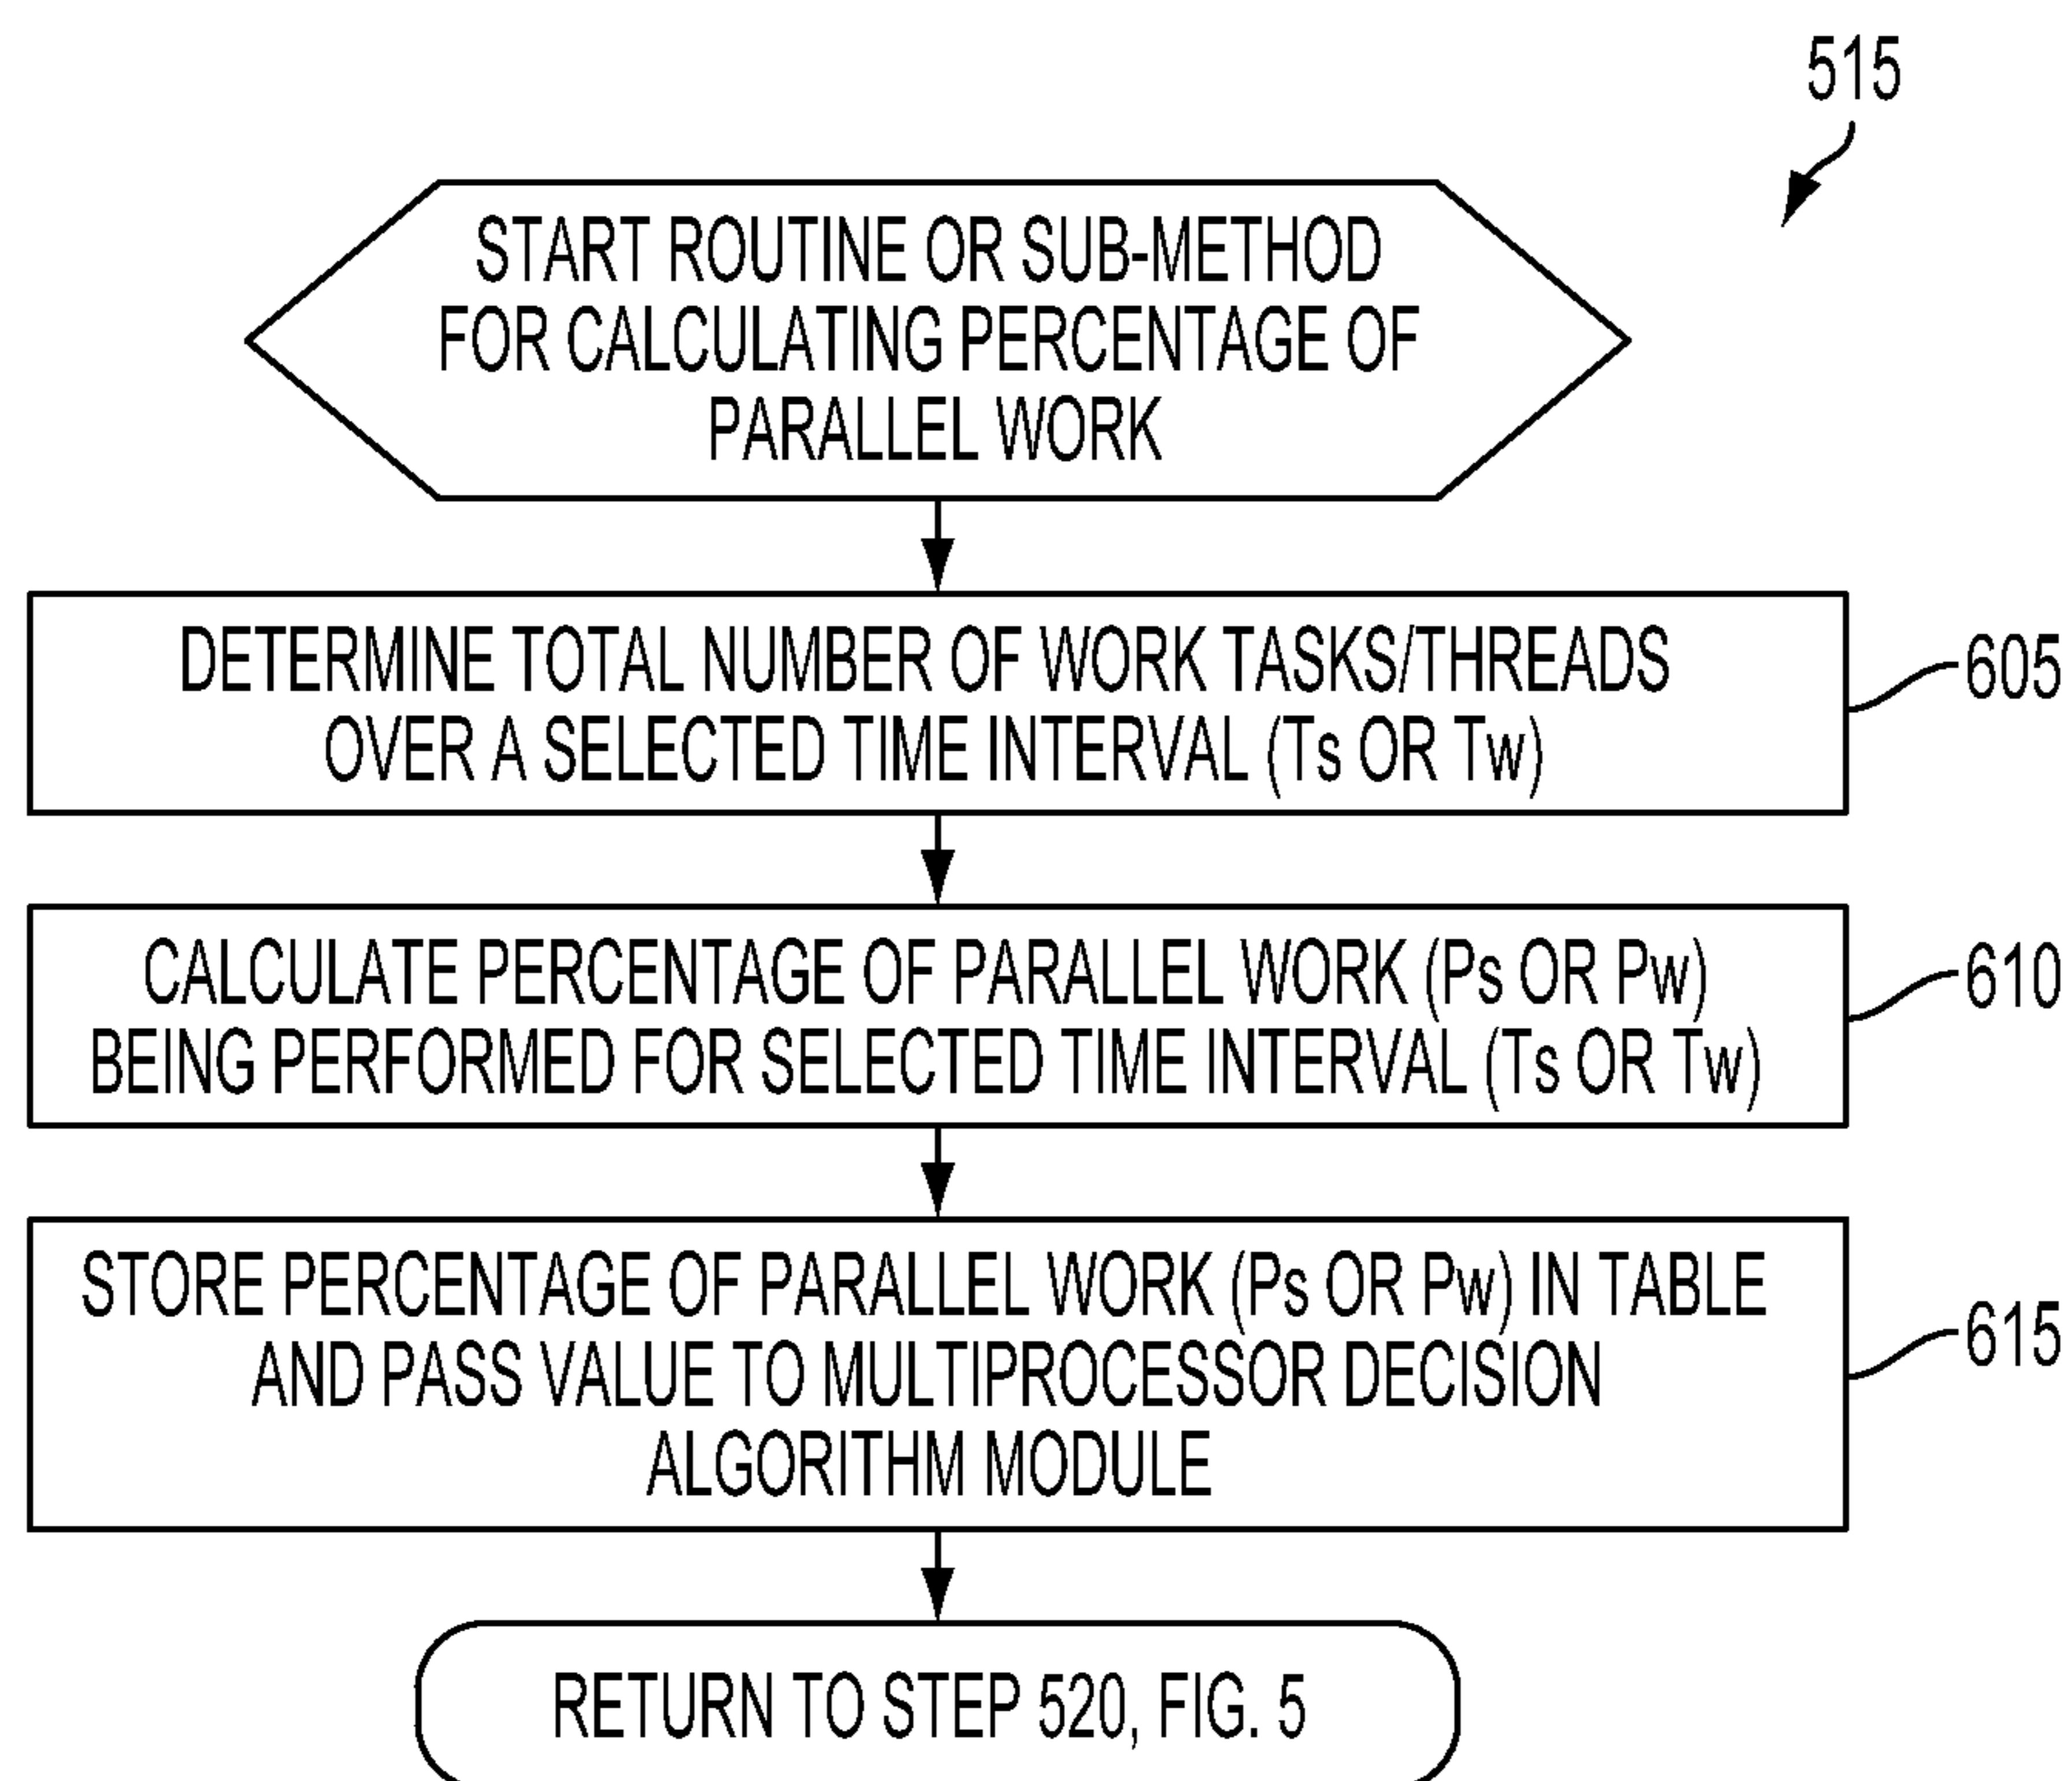 515
START ROUTINE OR SUB-METHOD
FOR CALCULATING PERCENTAGE OF
PARALLEL WORK
DETERMINE TOTAL NUMBER OF WORK TASKS/THREADS
OVER A SELECTED TIME INTERVAL (Ts OR Tw)
605
CALCULATE PERCENTAGE OF PARALLEL WORK (Ps OR Pw)
BEING PERFORMED FOR SELECTED TIME INTERVAL (Ts OR Tw)
610
STORE PERCENTAGE OF PARALLEL WORK (Ps OR Pw) IN TABLE
AND PASS VALUE TO MULTIPROCESSOR DECISION
ALGORITHM MODULE
615
RETURN TO STEP 520, FIG. 5